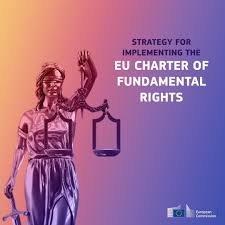 STRATEGY FOR
IMPLEMENTING THE
EU CHARTER OF
FUNDAMENTAL
RIGHTS
European
Commission